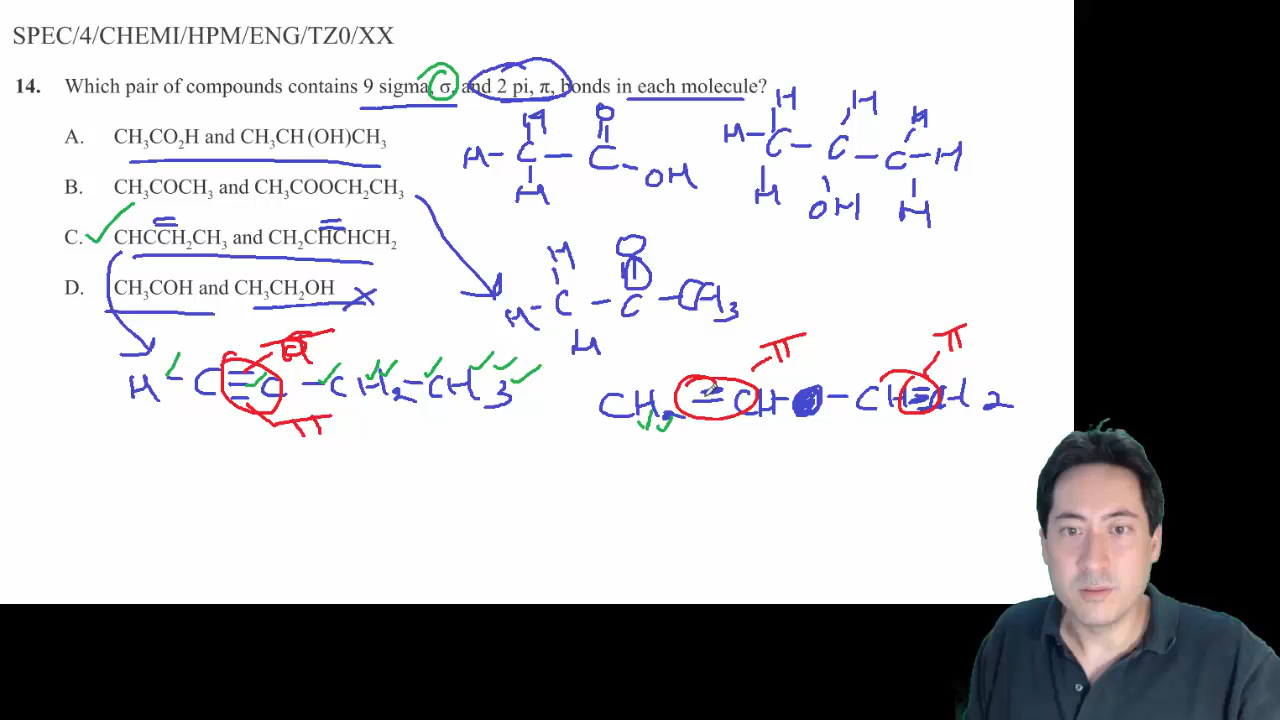 SPEC/4/CHEMI/HPM/ENG/TZ0/XX
14. Which pair of compounds contains 9 sigma, σ, and 2 pi, π, bonds in each molecule?
A. CH₃CO₂H and CH₃CH(OH)CH₃
B. CH₃COCH₃ and CH₃COOCH₂CH₃
C. CHCCH₂CH₃ and CH₂CHCHCH₂
D. CH₃COH and CH₃CH₂OH
H O
H – C – C
H OH
H H H
H – C – C – C – H
H OH H
H O
H – C – C – CH3
H
π
H – C ≡ C – CH2 – CH3
π
π π
CH2 = CH – CH = CH2